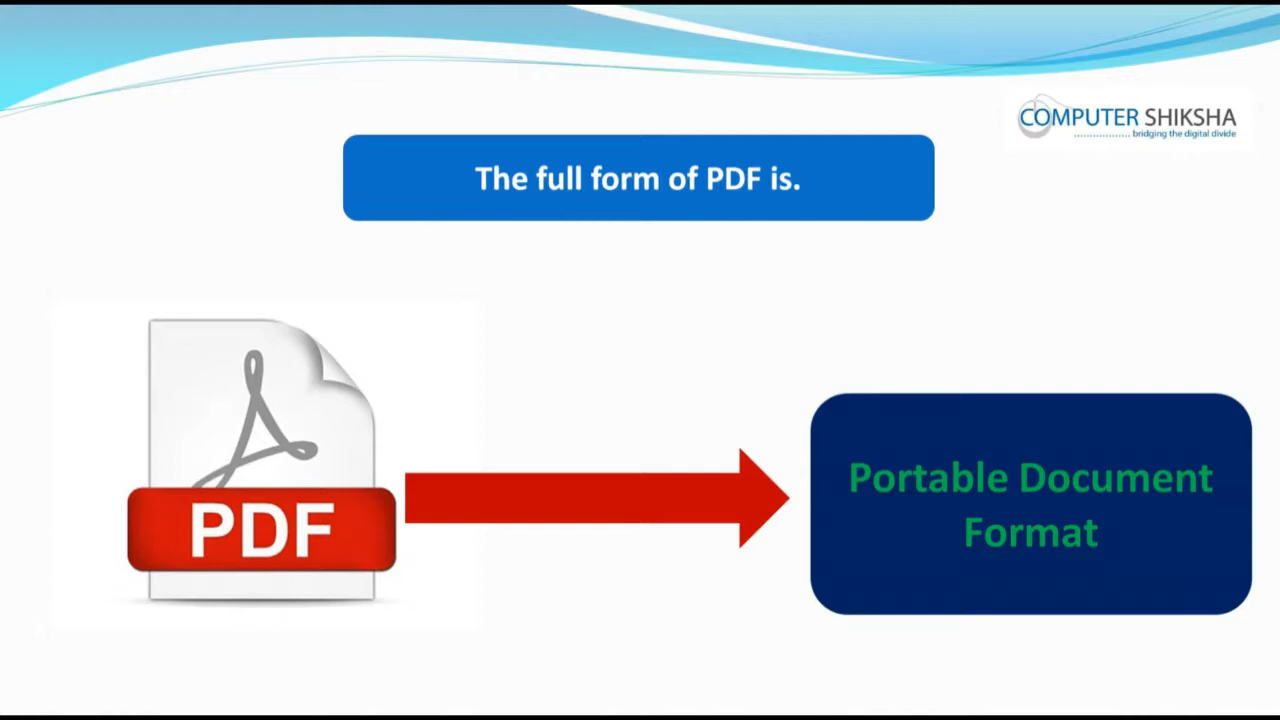 COMPUTER SHIKSHA
bridging the digital divide
The full form of PDF is.
PDF
Portable Document
Format